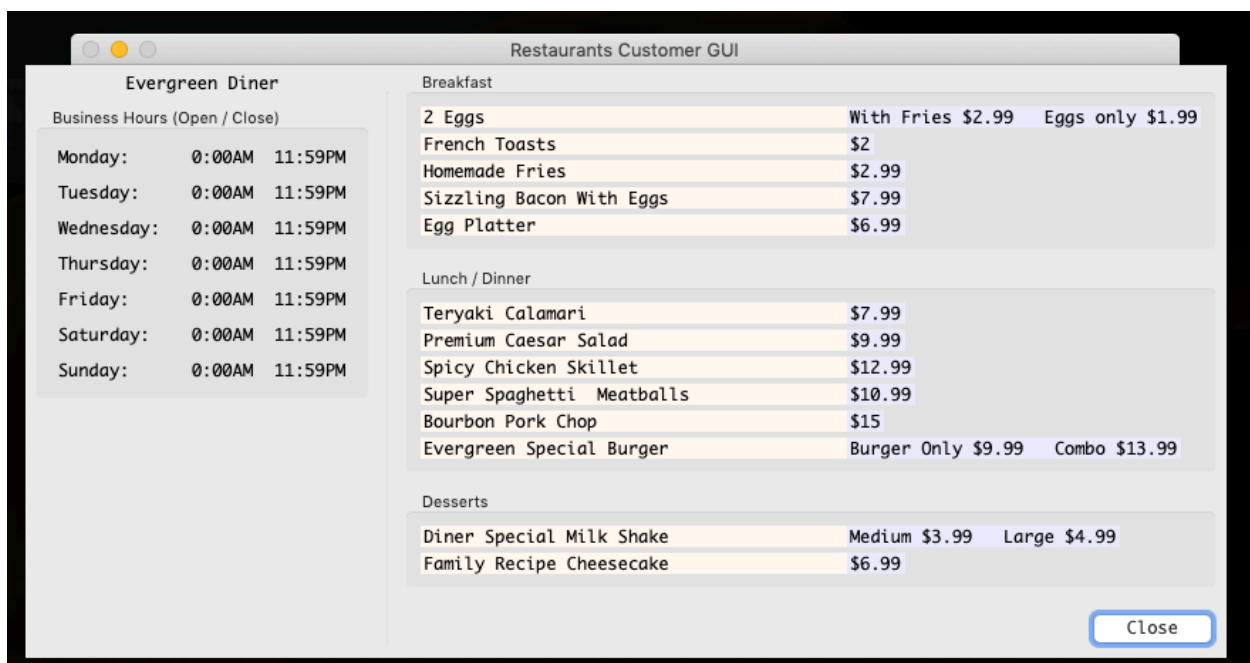 Restaurants Customer GUI
Evergreen Diner
Business Hours (Open / Close)
Monday: 0:00AM 11:59PM
Tuesday: 0:00AM 11:59PM
Wednesday: 0:00AM 11:59PM
Thursday: 0:00AM 11:59PM
Friday: 0:00AM 11:59PM
Saturday: 0:00AM 11:59PM
Sunday: 0:00AM 11:59PM
Breakfast
2 Eggs With Fries $2.99 Eggs only $1.99
French Toasts $2
Homemade Fries $2.99
Sizzling Bacon With Eggs $7.99
Egg Platter $6.99
Lunch / Dinner
Teryaki Calamari $7.99
Premium Caesar Salad $9.99
Spicy Chicken Skillet $12.99
Super Spaghetti Meatballs $10.99
Bourbon Pork Chop $15
Evergreen Special Burger Burger Only $9.99 Combo $13.99
Desserts
Diner Special Milk Shake Medium $3.99 Large $4.99
Family Recipe Cheesecake $6.99
Close